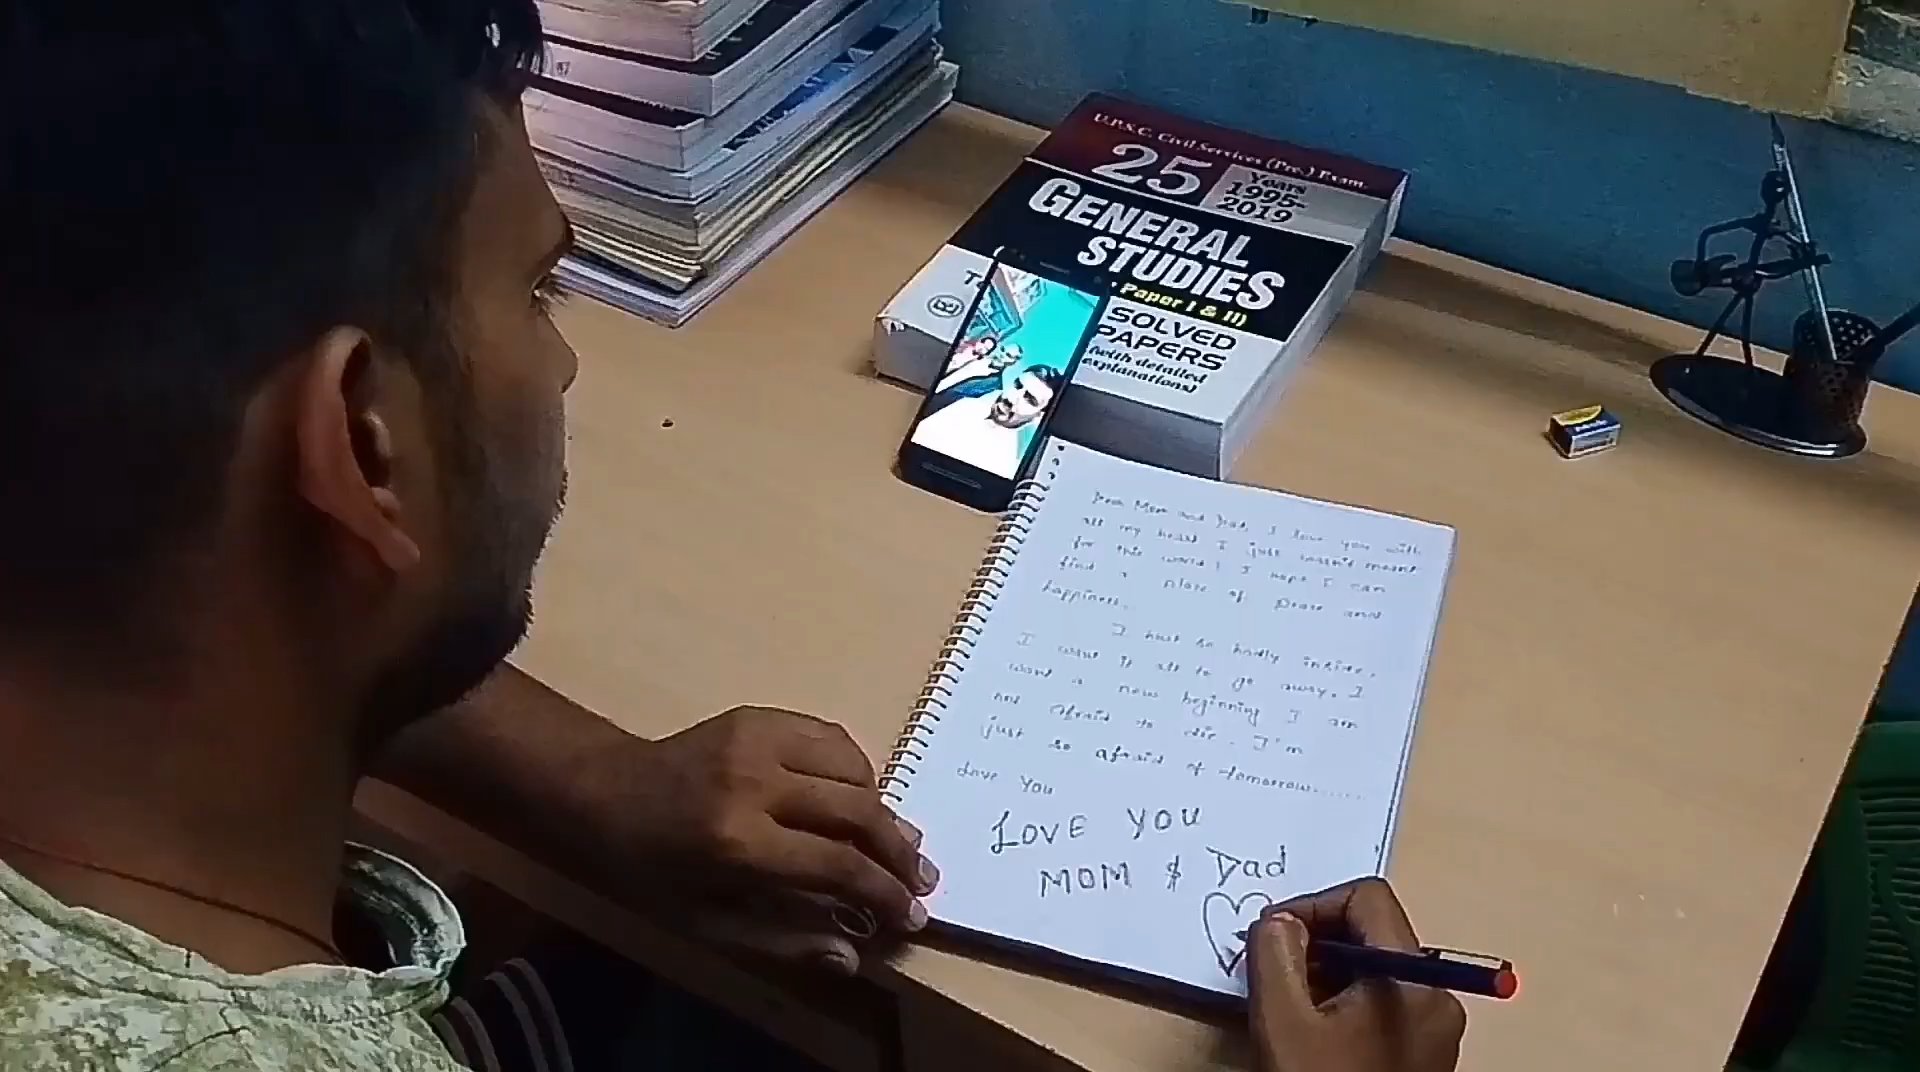 U.P.S.C. Civil Services (Pre.) Exam
25 Years
1995-
2019
GENERAL
STUDIES
Paper I & II)
SOLVED
PAPERS
(with detailed
explanations)
Dear Mom and Dad, I love you with
all my heart I just wasn't meant
for this world! I hope I can
find a place of peace and
happiness.
I hurt so badly inside,
I want it all to go away. I
want a new beginning I am
not afraid to die. I'm
just so afraid of tomorrow......
Love You
Love you
MOM & Dad